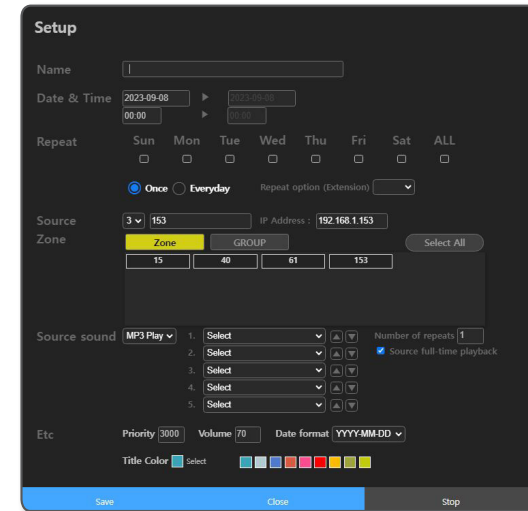 Setup
Name
Date & Time 2023-09-08 ▶ 2023-09-08
00:00 ▶ 00:00
Repeat Sun Mon Tue Wed Thu Fri Sat ALL
Once Everyday Repeat option (Extension)
Source 3 153 IP Address : 192.168.1.153
Zone Zone GROUP Select All
15 40 61 153
Source sound MP3 Play 1. Select Number of repeats 1
2. Select Source full-time playback
3. Select
4. Select
5. Select
Etc Priority 3000 Volume 70 Date format YYYY-MM-DD
Title Color Select
Save Close Stop